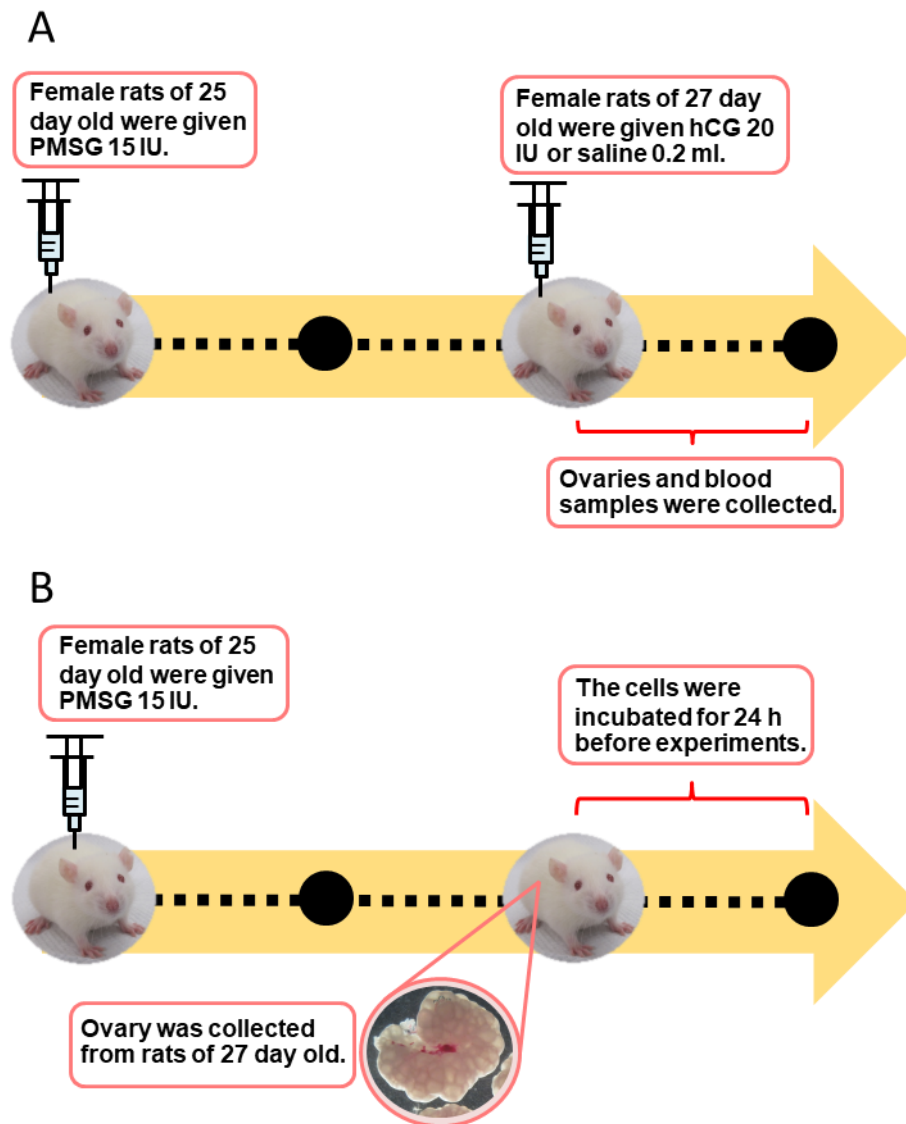 A
Female rats of 25
day old were given
PMSG 15 IU.
Female rats of 27 day
old were given hCG 20
IU or saline 0.2 ml.
Ovaries and blood
samples were collected.
B
Female rats of 25
day old were given
PMSG 15 IU.
The cells were
incubated for 24 h
before experiments.
Ovary was collected
from rats of 27 day old.